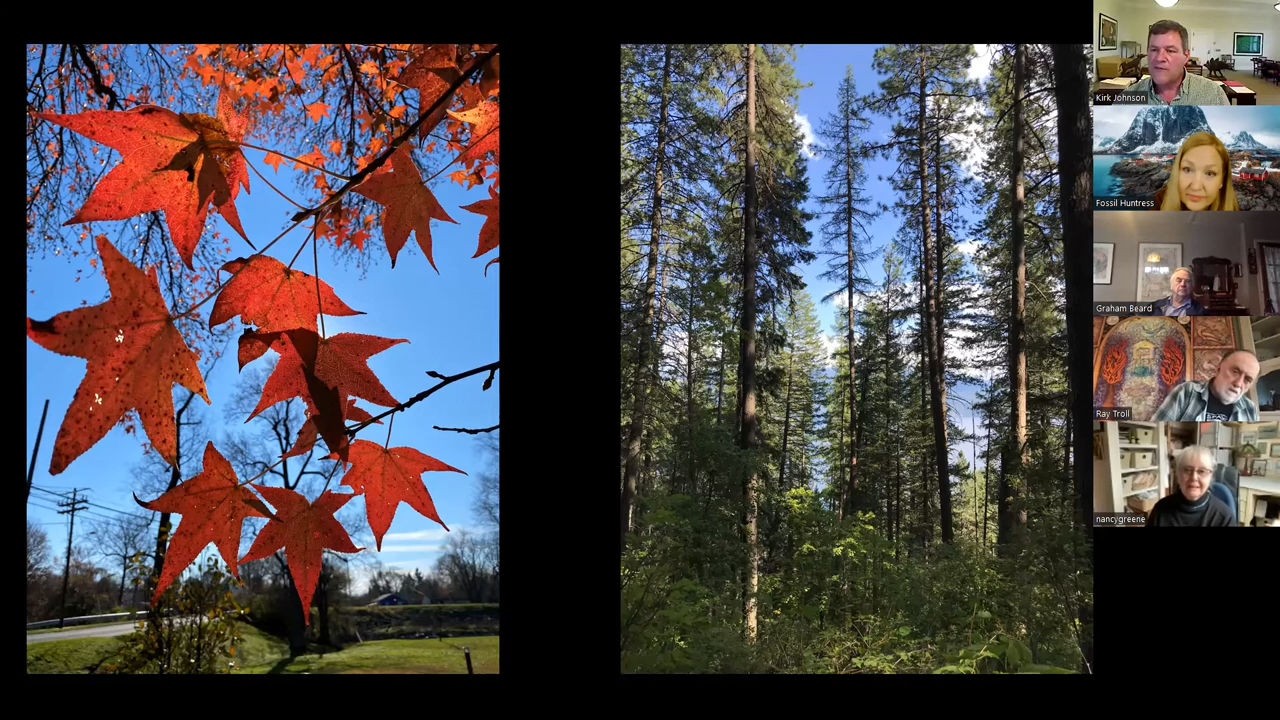 Kirk Johnson
Fossil Huntress
Graham Beard
Ray Troll
nancygreene